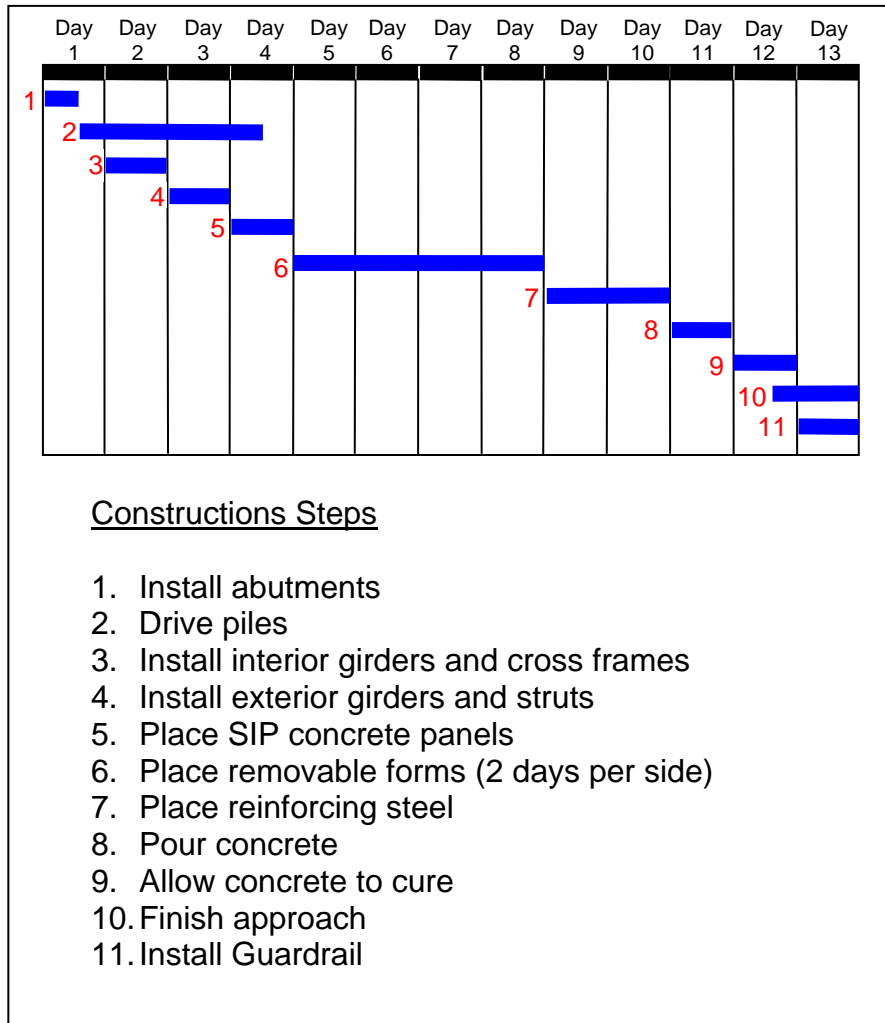 Day Day Day Day Day Day Day Day Day Day Day Day Day
1 2 3 4 5 6 7 8 9 10 11 12 13
1
2
3
4
5
6
7
8
9
10
11
Constructions Steps
1. Install abutments
2. Drive piles
3. Install interior girders and cross frames
4. Install exterior girders and struts
5. Place SIP concrete panels
6. Place removable forms (2 days per side)
7. Place reinforcing steel
8. Pour concrete
9. Allow concrete to cure
10. Finish approach
11. Install Guardrail